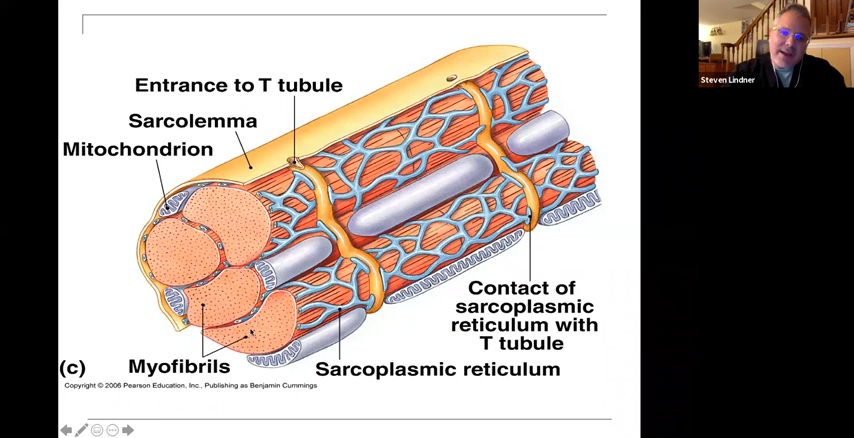 Steven Lindner
Entrance to T tubule
Sarcolemma
Mitochondrion
Contact of
sarcoplasmic
reticulum with
T tubule
Myofibrils
Sarcoplasmic reticulum
(c)
Copyright © 2006 Pearson Education, Inc., Publishing as Benjamin Cummings